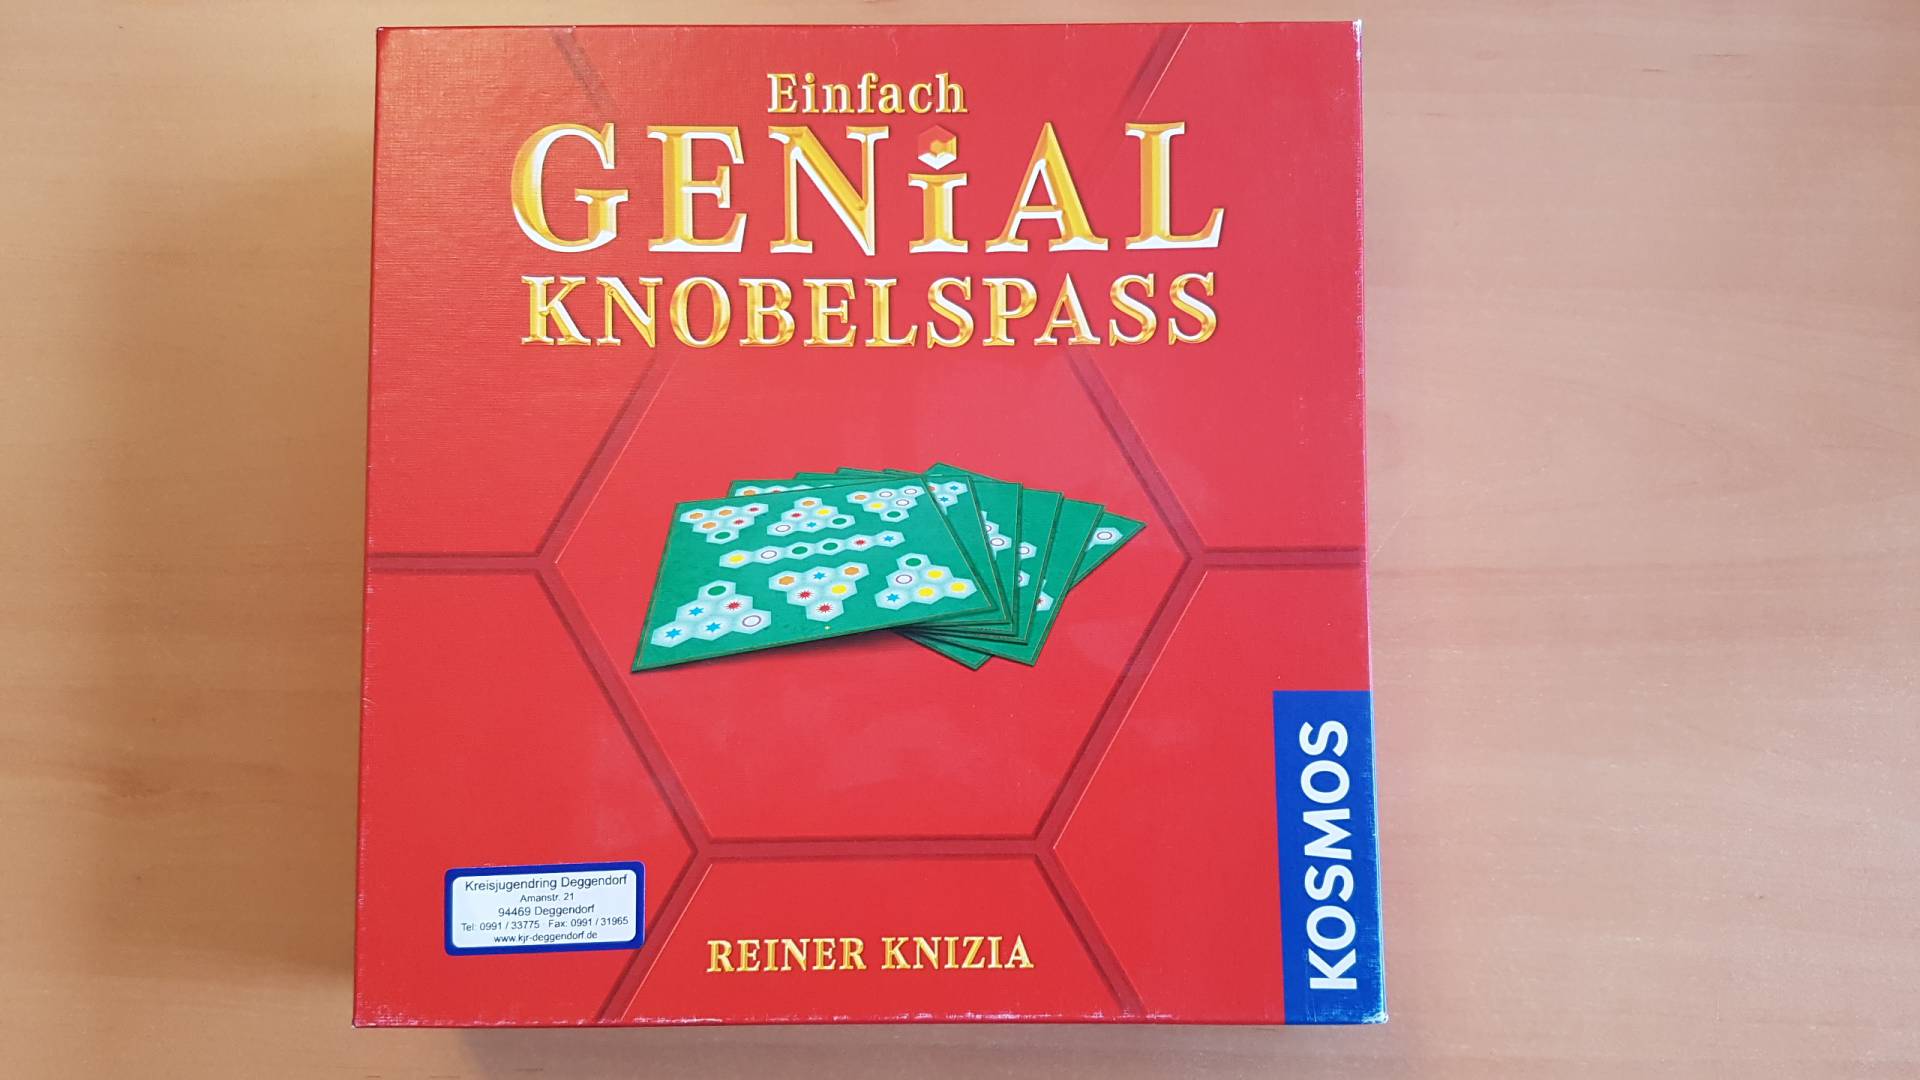 Einfach
GENiAL
KNOBELSPASS
KOSMOS
Kreisjugendring Deggendorf
Amanstr. 21
94469 Deggendorf
Tel: 0991 / 33775 Fax: 0991 / 31965
www.kjr-deggendorf.de
REINER KNIZIA